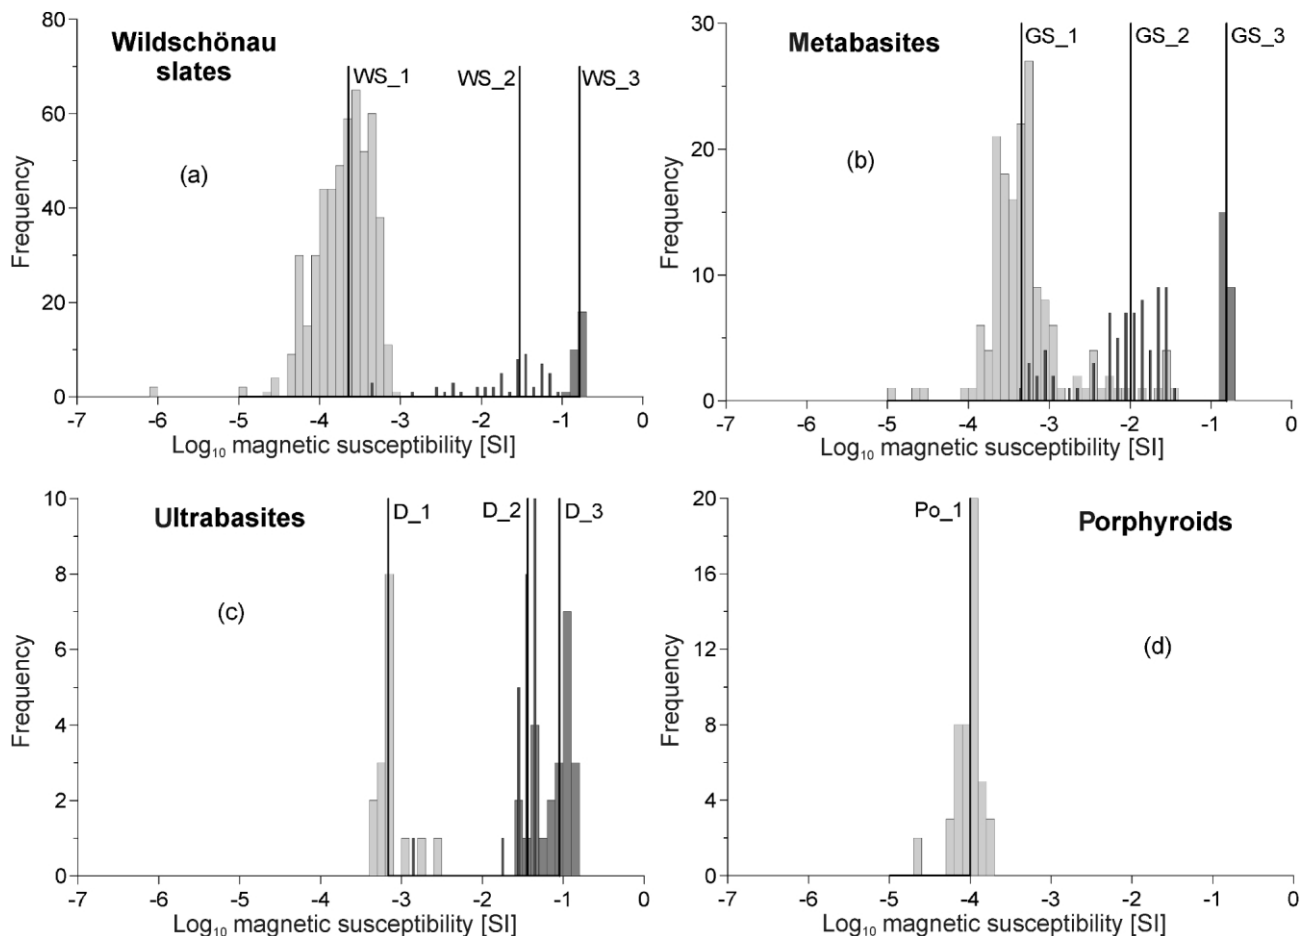 Wildschönau
slates
WS_1
WS_2
WS_3
(a)
Frequency
80
60
40
20
0
-7 -6 -5 -4 -3 -2 -1 0
Log₁₀ magnetic susceptibility [SI]
Metabasites
GS_1
GS_2
GS_3
(b)
Frequency
30
20
10
0
-7 -6 -5 -4 -3 -2 -1 0
Log₁₀ magnetic susceptibility [SI]
Ultrabasites
D_1
D_2
D_3
(c)
Frequency
10
8
6
4
2
0
-7 -6 -5 -4 -3 -2 -1 0
Log₁₀ magnetic susceptibility [SI]
Po_1
Porphyroids
(d)
Frequency
20
16
12
8
4
0
-7 -6 -5 -4 -3 -2 -1 0
Log₁₀ magnetic susceptibility [SI]